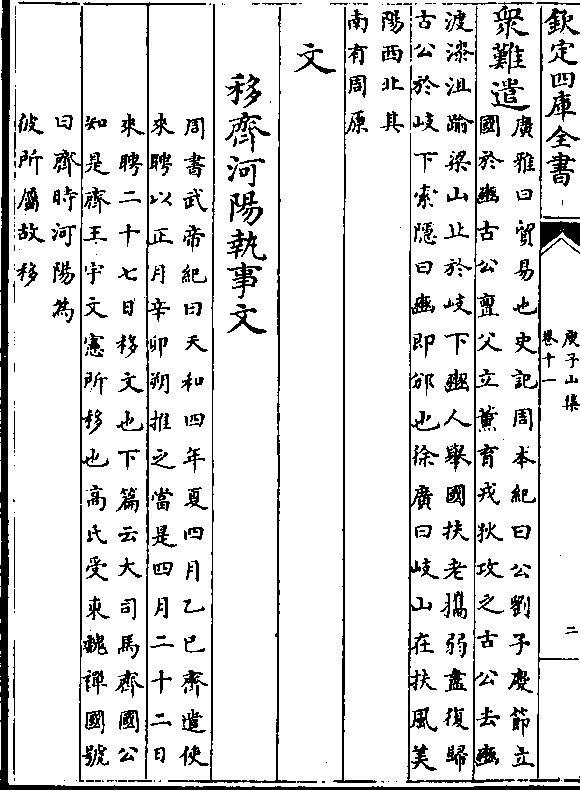 欽定四庫全書
庾子山集
卷十一
二
衆難遣
廣雅曰貿易也史記周本紀曰公劉子慶節立
國於豳古公亶父立薰育戎狄攻之古公去豳
渡漆沮踰梁山止於岐下豳人舉國扶老攜弱盡復歸
古公於岐下索隱曰豳即邠也徐廣曰岐山在扶風美
陽西北其
南有周原
文
移齊河陽執事文
周書武帝紀曰天和四年夏四月乙巳齊遣使
來聘以正月辛卯朔推之當是四月二十二日
來聘二十七日移文也下篇云大司馬齊國公
知是齊王宇文憲所移也高氏受東魏禪國號
曰齊時河陽為
彼所屬故移